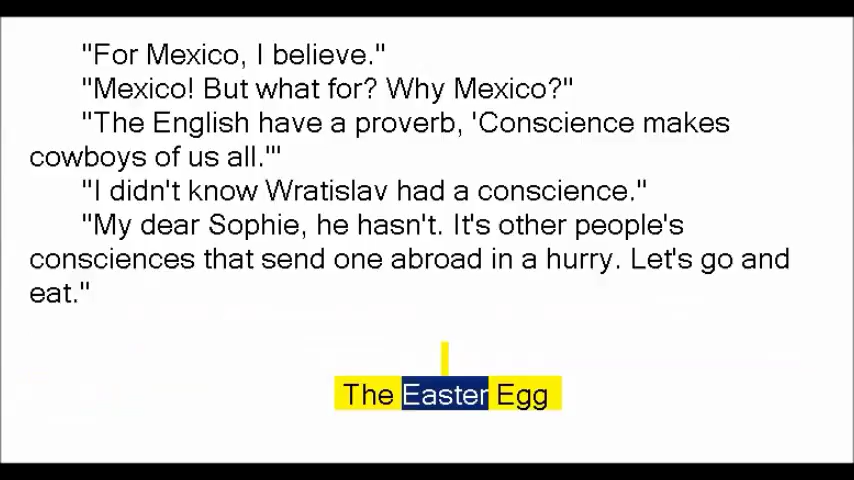 "For Mexico, I believe."
"Mexico! But what for? Why Mexico?"
"The English have a proverb, 'Conscience makes
cowboys of us all.'"
"I didn't know Wratislav had a conscience."
"My dear Sophie, he hasn't. It's other people's
consciences that send one abroad in a hurry. Let's go and
eat."
The Easter Egg